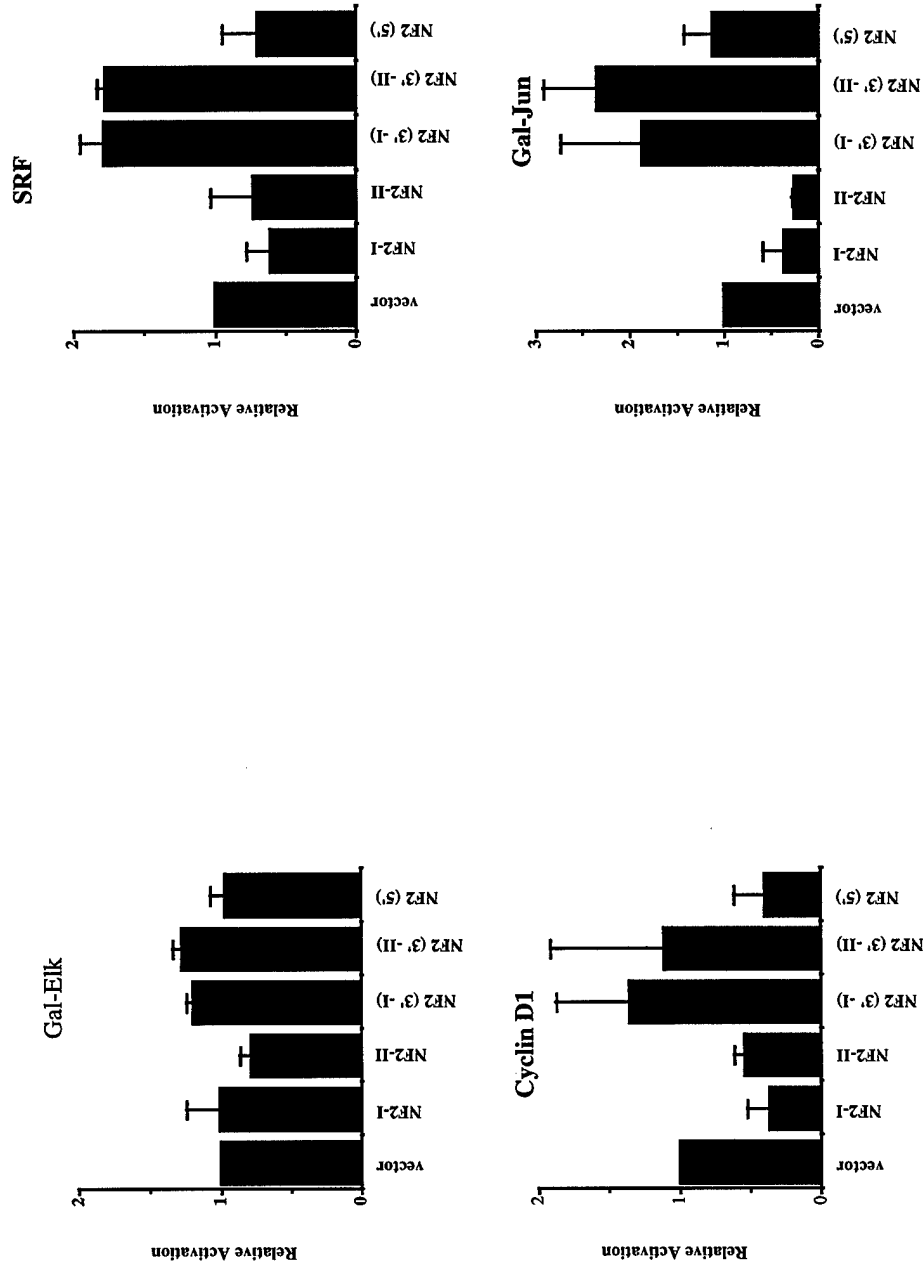 Gal-Elk
Relative Activation
2
1
0
vector
NF2-I
NF2-II
NF2 (3' -I)
NF2 (3' -II)
NF2 (5')
SRF
Relative Activation
2
1
0
vector
NF2-I
NF2-II
NF2 (3' -I)
NF2 (3' -II)
NF2 (5')
Cyclin D1
Relative Activation
2
1
0
vector
NF2-I
NF2-II
NF2 (3' -I)
NF2 (3' -II)
NF2 (5')
Gal-Jun
Relative Activation
3
2
1
0
vector
NF2-I
NF2-II
NF2 (3' -I)
NF2 (3' -II)
NF2 (5')